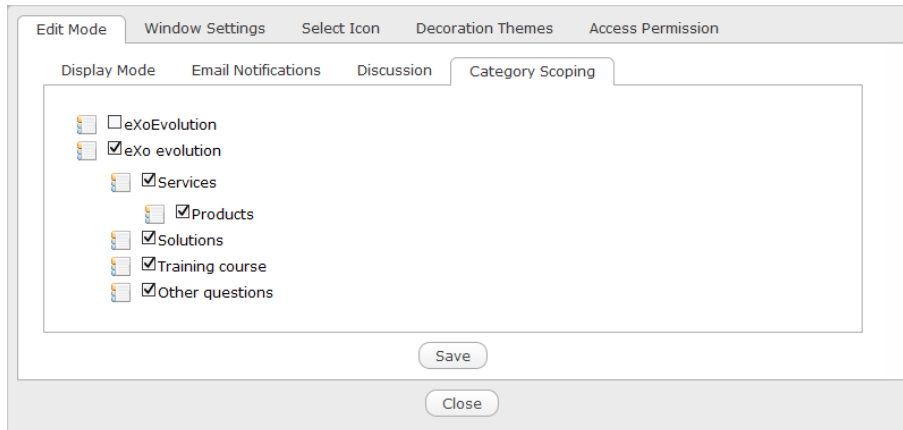 Edit Mode Window Settings Select Icon Decoration Themes Access Permission
Display Mode Email Notifications Discussion Category Scoping
eXoEvolution
eXo evolution
Services
Products
Solutions
Training course
Other questions
Save
Close